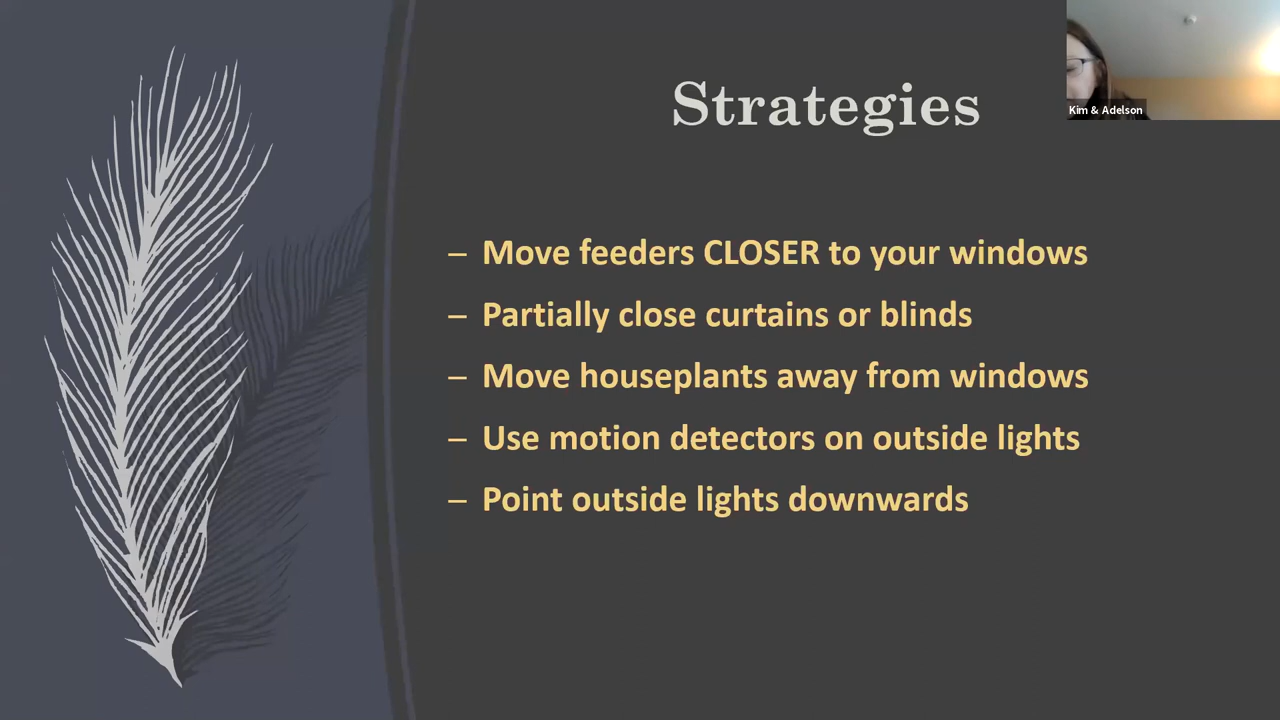 Strategies
Kim & Adelson
– Move feeders CLOSER to your windows
– Partially close curtains or blinds
– Move houseplants away from windows
– Use motion detectors on outside lights
– Point outside lights downwards